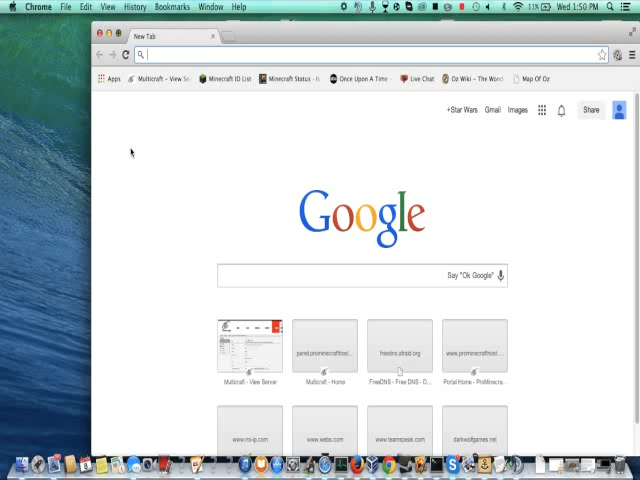 Chrome File Edit View History Bookmarks Window Help 11% Wed 1:50 PM
New Tab
Apps Multicraft – View Se Minecraft ID List Minecraft Status - Is Once Upon A Time - Live Chat Oz Wiki – The Wond Map Of Oz
+Star Wars Gmail Images Share
Google
Say "Ok Google"
panel.prominecrafthost... freedns.afraid.org www.prominecrafthost...
Multicraft – View Server Multicraft – Home FreeDNS - Free DNS - D... Portal Home - ProMinecra...
www.no-ip.com www.webs.com www.teamspeak.com darkwolfgames.net